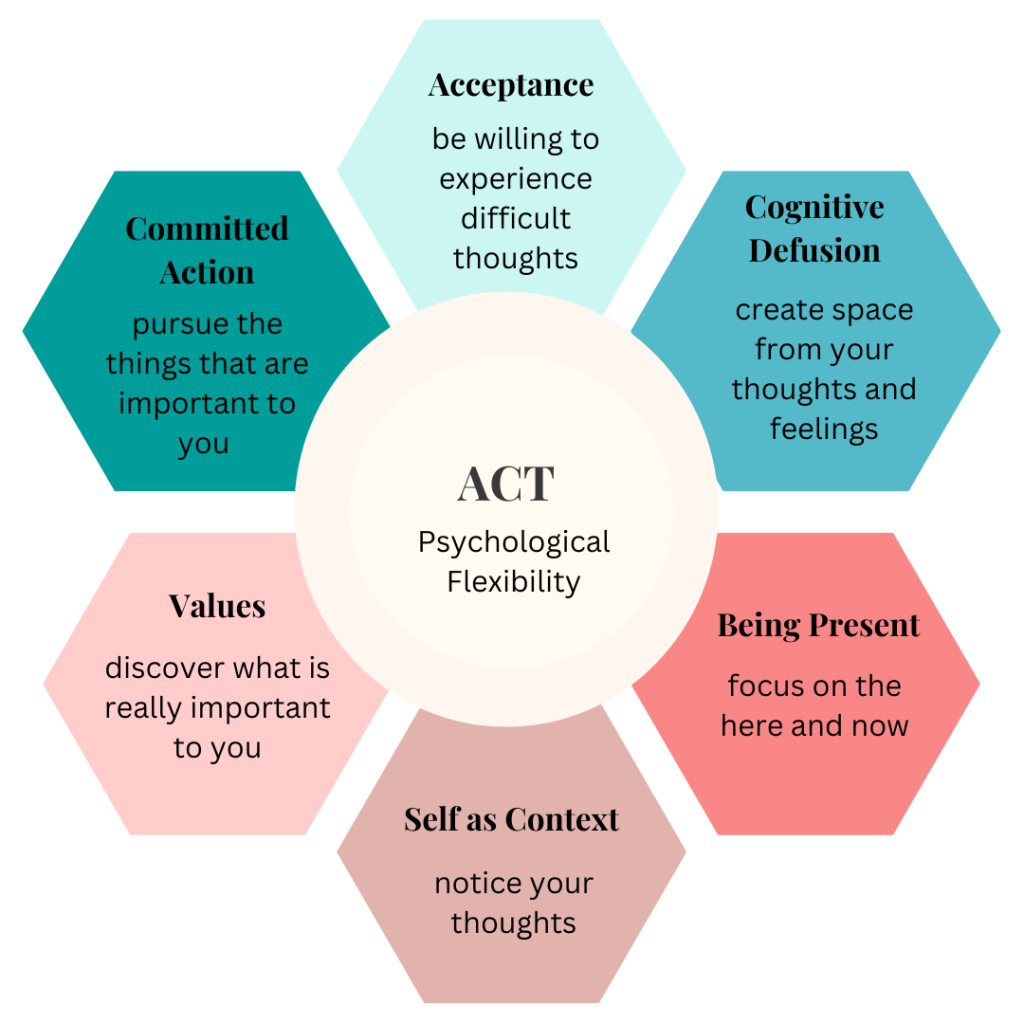 Acceptance
be willing to
experience
difficult
thoughts
Cognitive
Defusion
create space
from your
thoughts and
feelings
Being Present
focus on the
here and now
Self as Context
notice your
thoughts
Values
discover what is
really important
to you
Committed
Action
pursue the
things that are
important to
you
ACT
Psychological
Flexibility